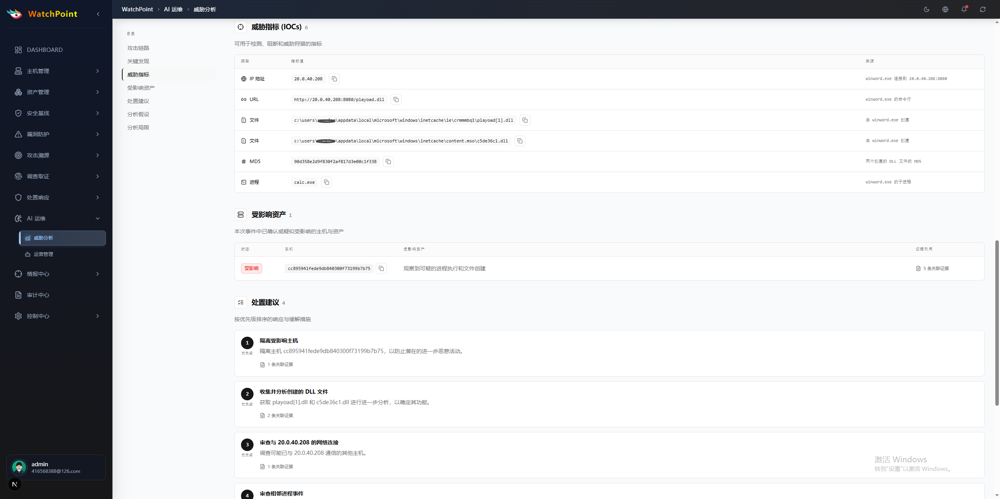 WatchPoint
DASHBOARD
主机管理
资产管理
安全基线
漏洞防护
攻击溯源
调查取证
处置响应
AI 运维
威胁分析
运营管理
情报中心
审计中心
控制中心
admin
416568388@126.com
N
WatchPoint > AI 运维 > 威胁分析
目录
攻击链路
关键发现
威胁指标
受影响资产
处置建议
分析假设
分析局限
威胁指标 (IOCs) 6
可用于检测、阻断和威胁狩猎的指标
类型 指标值 来源
IP 地址 20.0.40.208 winword.exe 连接到 20.0.40.208:8080
URL http://20.0.40.208:8080/playoad.dll winword.exe 的命令行
文件 c:\users\ \appdata\local\microsoft\windows\inetcache\ie\crmmmbq1\playoad[1].dll 由 winword.exe 创建
文件 c:\users\ \appdata\local\microsoft\windows\inetcache\content.mso\c5de36c1.dll 由 winword.exe 创建
MD5 90d358e2d9f830f2af817d3e00c1f338 两个创建的 DLL 文件的 MD5
进程 calc.exe winword.exe 的子进程
受影响资产 1
本次事件中已确认或疑似受影响的主机与资产
状态 主机 受影响资产 证据引用
受影响 cc895941fede9db840300f73199b7b75 观察到可疑的进程执行和文件创建 5 条关联证据
处置建议 4
按优先级排序的响应与缓解措施
1 隔离受影响主机
优先级 隔离主机 cc895941fede9db840300f73199b7b75，以防止潜在的进一步恶意活动。
1 条关联证据
2 收集并分析创建的 DLL 文件
优先级 获取 playoad[1].dll 和 c5de36c1.dll 进行进一步分析，以确定其功能。
2 条关联证据
3 审查与 20.0.40.208 的网络连接
优先级 调查可能已与 20.0.40.208 通信的其他主机。
1 条关联证据
4 审查相邻进程事件
激活 Windows
转到“设置”以激活 Windows。